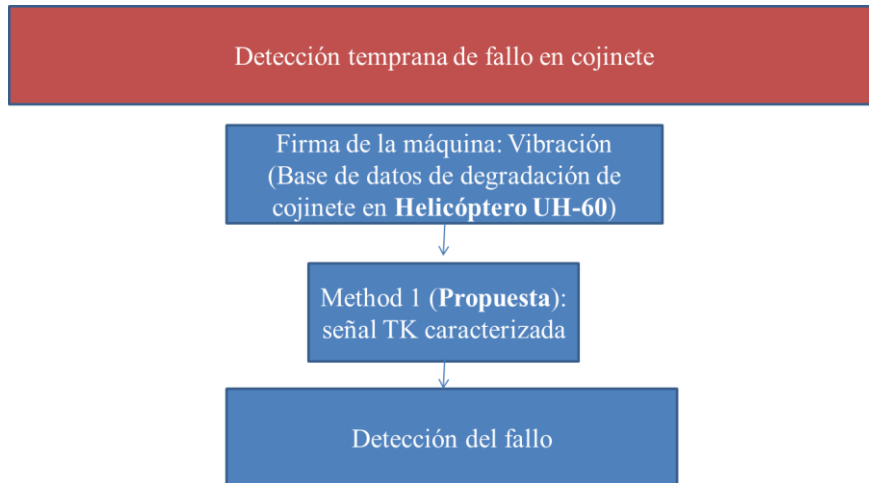 Detección temprana de fallo en cojinete
Firma de la máquina: Vibración
(Base de datos de degradación de
cojinete en Helicóptero UH-60)
Method 1 (Propuesta):
señal TK caracterizada
Detección del fallo